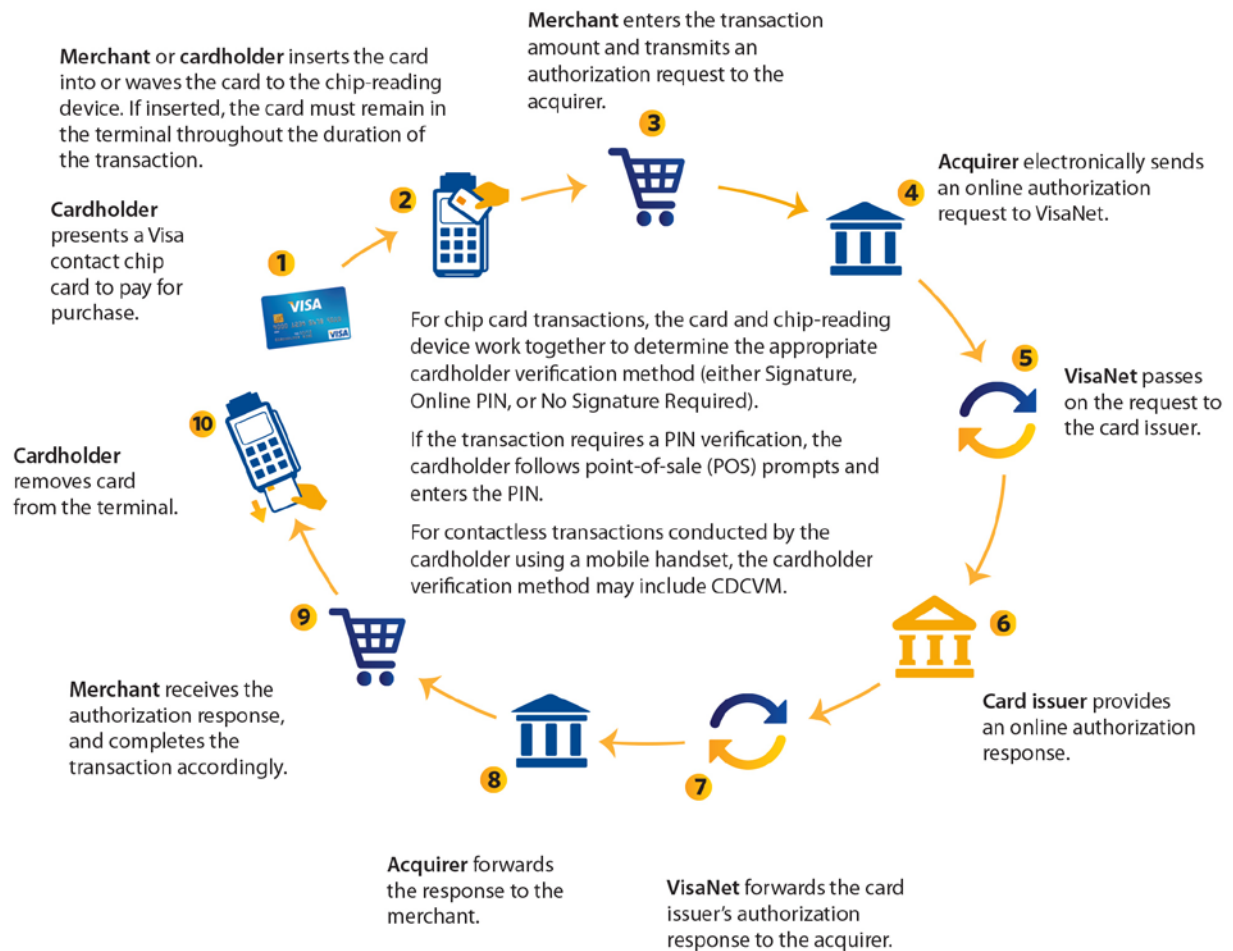 Merchant or cardholder inserts the card
into or waves the card to the chip-reading
device. If inserted, the card must remain in
the terminal throughout the duration of
the transaction.
Merchant enters the transaction
amount and transmits an
authorization request to the
acquirer.
3
2
4
Acquirer electronically sends
an online authorization
request to VisaNet.
Cardholder
presents a Visa
contact chip
card to pay for
purchase.
1
VISA
VISA
For chip card transactions, the card and chip-reading
device work together to determine the appropriate
cardholder verification method (either Signature,
Online PIN, or No Signature Required).
If the transaction requires a PIN verification, the
cardholder follows point-of-sale (POS) prompts and
enters the PIN.
For contactless transactions conducted by the
cardholder using a mobile handset, the cardholder
verification method may include CDCVM.
5
VisaNet passes
on the request to
the card issuer.
10
Cardholder
removes card
from the terminal.
6
Card issuer provides
an online authorization
response.
9
Merchant receives the
authorization response,
and completes the
transaction accordingly.
8
7
Acquirer forwards
the response to the
merchant.
VisaNet forwards the card
issuer's authorization
response to the acquirer.